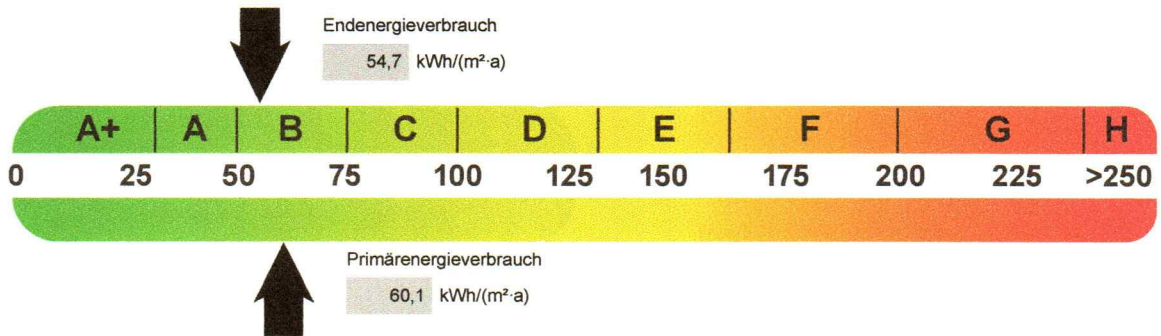 Endenergieverbrauch
54,7 kWh/(m²·a)
A+ A B C D E F G H
0 25 50 75 100 125 150 175 200 225 >250
Primärenergieverbrauch
60,1 kWh/(m²·a)